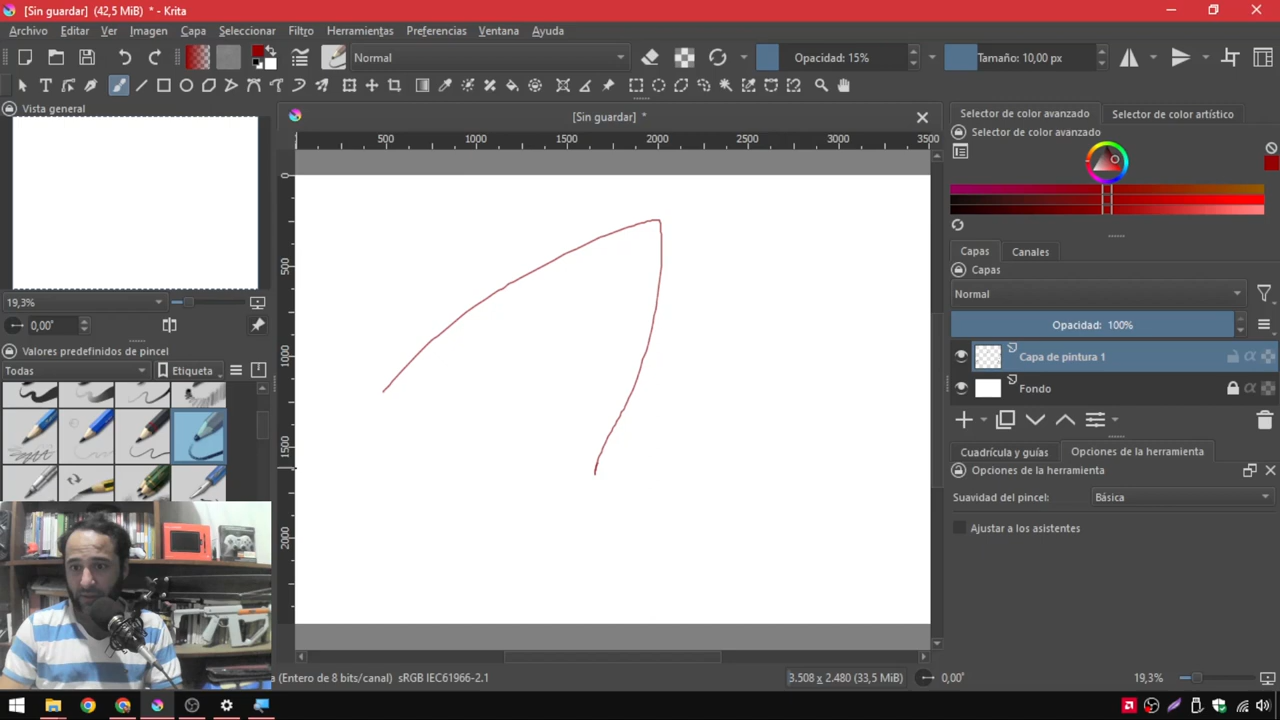 [Sin guardar] (42,5 MiB) * - Krita
Archivo Editar Ver Imagen Capa Seleccionar Filtro Herramientas Preferencias Ventana Ayuda
Normal Opacidad: 15% Tamaño: 10,00 px
Vista general
[Sin guardar] *
Selector de color avanzado Selector de color artístico
Selector de color avanzado
500 1000 1500 2000 2500 3000 3500
0
500
1000
1500
2000
Capas Canales
Capas
Normal
19,3%
0,00°
Opacidad: 100%
Valores predefinidos de pincel
Todas Etiqueta
Capa de pintura 1
Fondo
Cuadrícula y guías Opciones de la herramienta
Opciones de la herramienta
Suavidad del pincel: Básica
Ajustar a los asistentes
a (Entero de 8 bits/canal) sRGB IEC61966-2.1 3.508 x 2.480 (33,5 MiB) 0,00° 19,3%